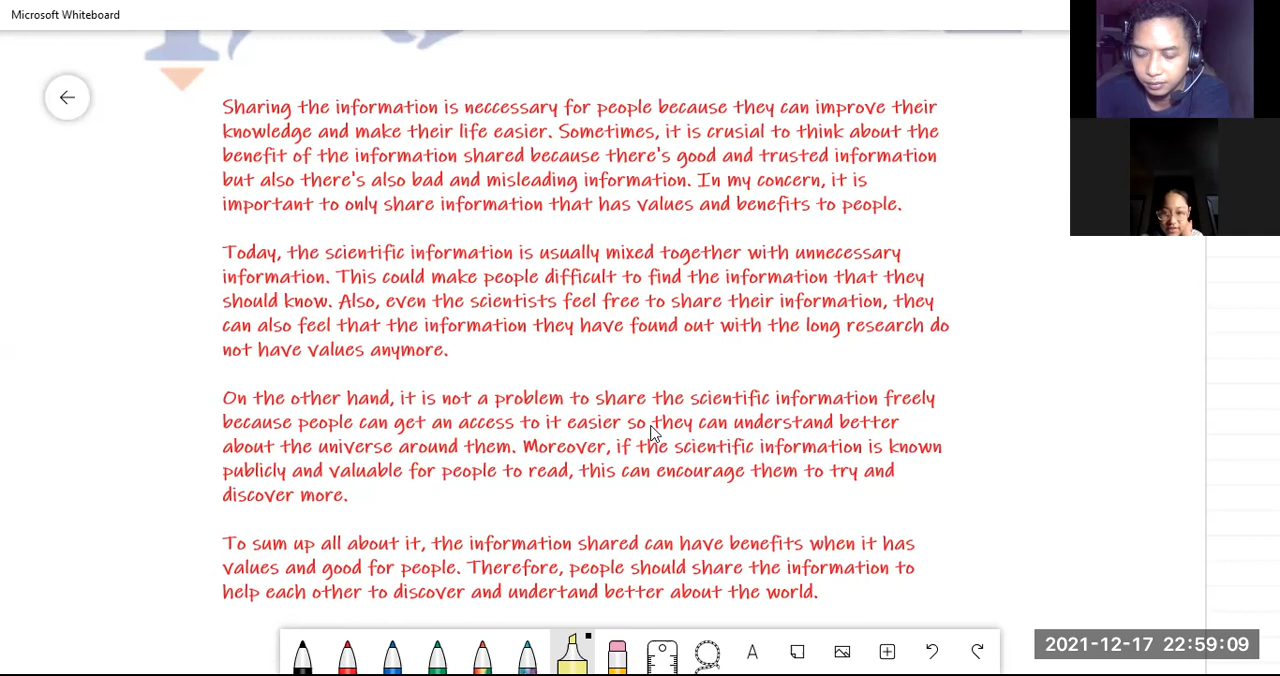 Microsoft Whiteboard
Sharing the information is neccessary for people because they can improve their
knowledge and make their life easier. Sometimes, it is crusial to think about the
benefit of the information shared because there's good and trusted information
but also there's also bad and misleading information. In my concern, it is
important to only share information that has values and benefits to people.
Today, the scientific information is usually mixed together with unnecessary
information. This could make people difficult to find the information that they
should know. Also, even the scientists feel free to share their information, they
can also feel that the information they have found out with the long research do
not have values anymore.
On the other hand, it is not a problem to share the scientific information freely
because people can get an access to it easier so they can understand better
about the universe around them. Moreover, if the scientific information is known
publicly and valuable for people to read, this can encourage them to try and
discover more.
To sum up all about it, the information shared can have benefits when it has
values and good for people. Therefore, people should share the information to
help each other to discover and undertand better about the world.
2021-12-17 22:59:09